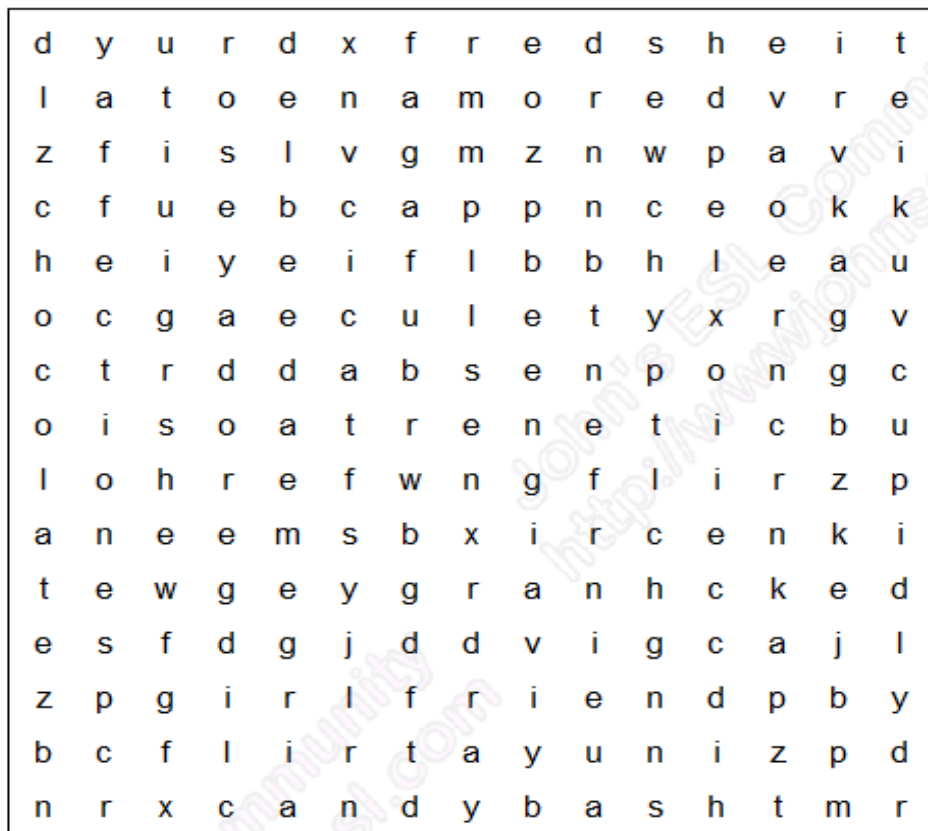 d y u r d x f r e d s h e i t
l a t o e n a m o r e d v r e
z f i s l v g m z n w p a v i
c f u e b c a p p n c e o k k
h e i y e i f l b b h l e a u
o c g a e c u l e t y x r g v
c t r d d a b s e n p o n g c
o i s o a t r e n e t i c b u
l o h r e f w n g f l i r z p
a n e e m s b x i r c e n k i
t e w g e y g r a n h c k e d
e s f d g j d d v i g c a j l
z p g i r l f r i e n d p b y
b c f l i r t a y u n i z p d
n r x c a n d y b a s h t m r